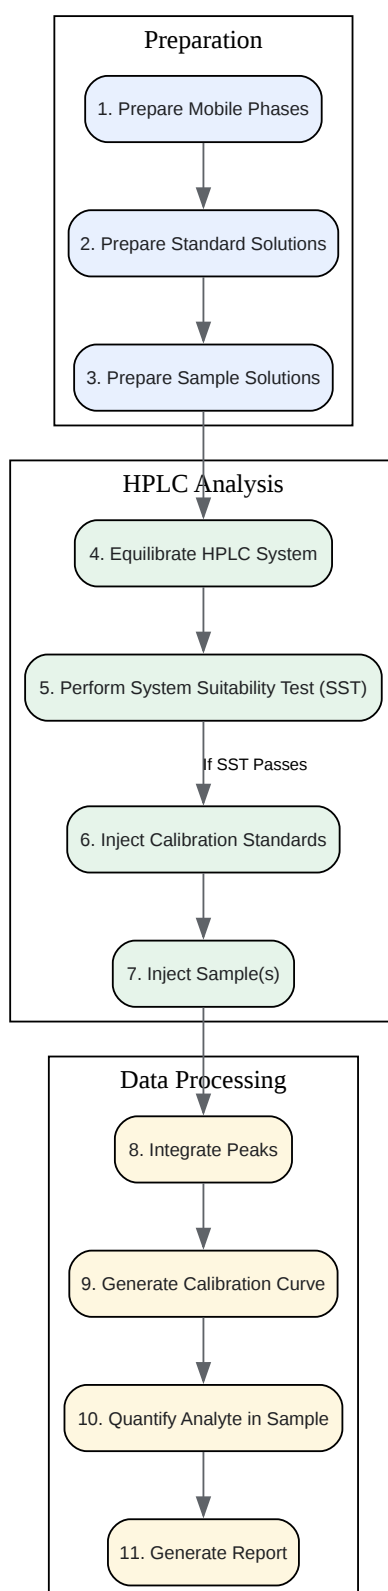 Preparation
1. Prepare Mobile Phases
2. Prepare Standard Solutions
3. Prepare Sample Solutions
HPLC Analysis
4. Equilibrate HPLC System
5. Perform System Suitability Test (SST)
If SST Passes
6. Inject Calibration Standards
7. Inject Sample(s)
Data Processing
8. Integrate Peaks
9. Generate Calibration Curve
10. Quantify Analyte in Sample
11. Generate Report